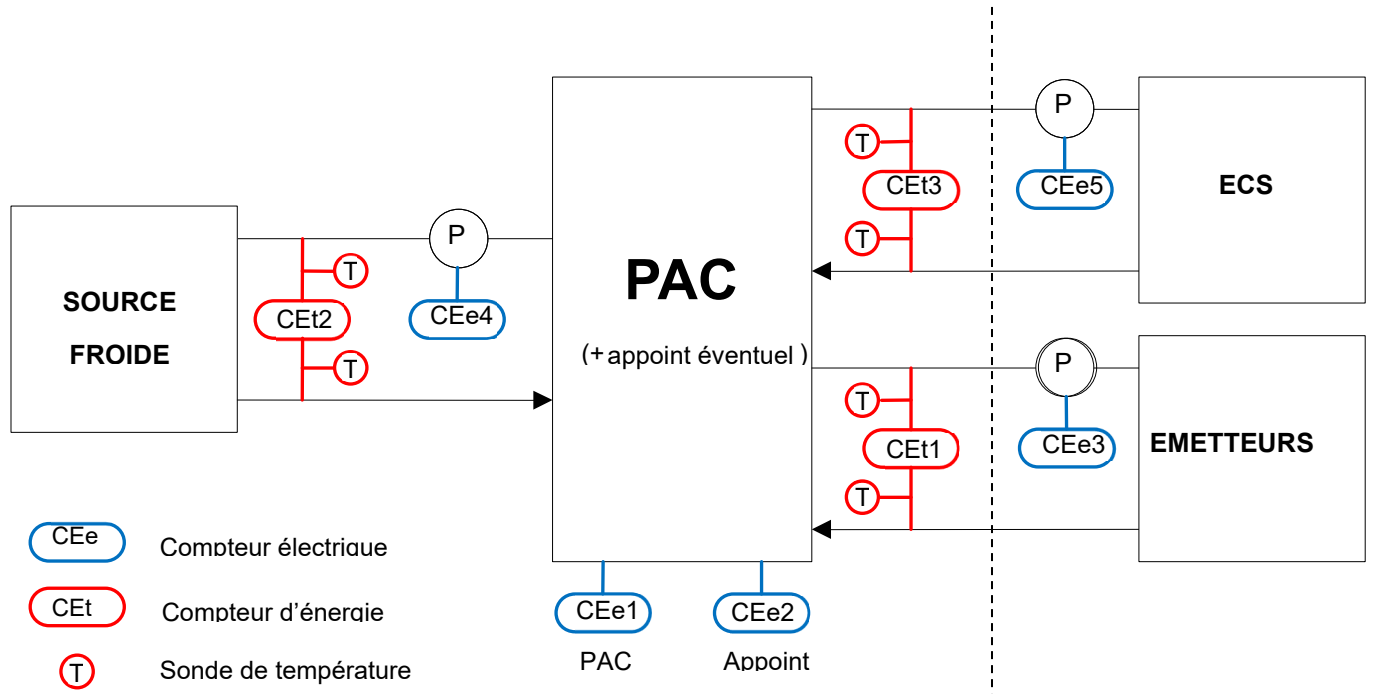 P
T
CEt3
T
CEe5
ECS
SOURCE
FROIDE
T
CEt2
T
P
CEe4
PAC
(+ appoint éventuel )
P
T
CEt1
T
CEe3
EMETTEURS
CEe
Compteur électrique
CEt
Compteur d'énergie
T
Sonde de température
CEe1
PAC
CEe2
Appoint